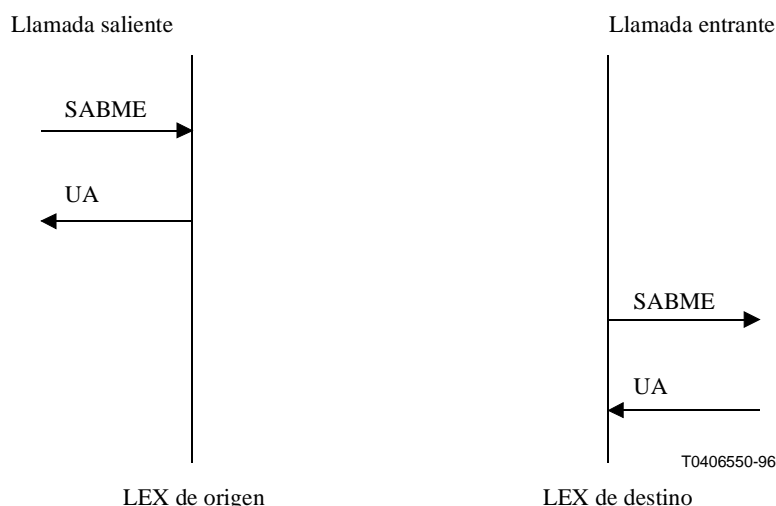 Llamada saliente
Llamada entrante
SABME
UA
SABME
UA
T0406550-96
LEX de origen
LEX de destino